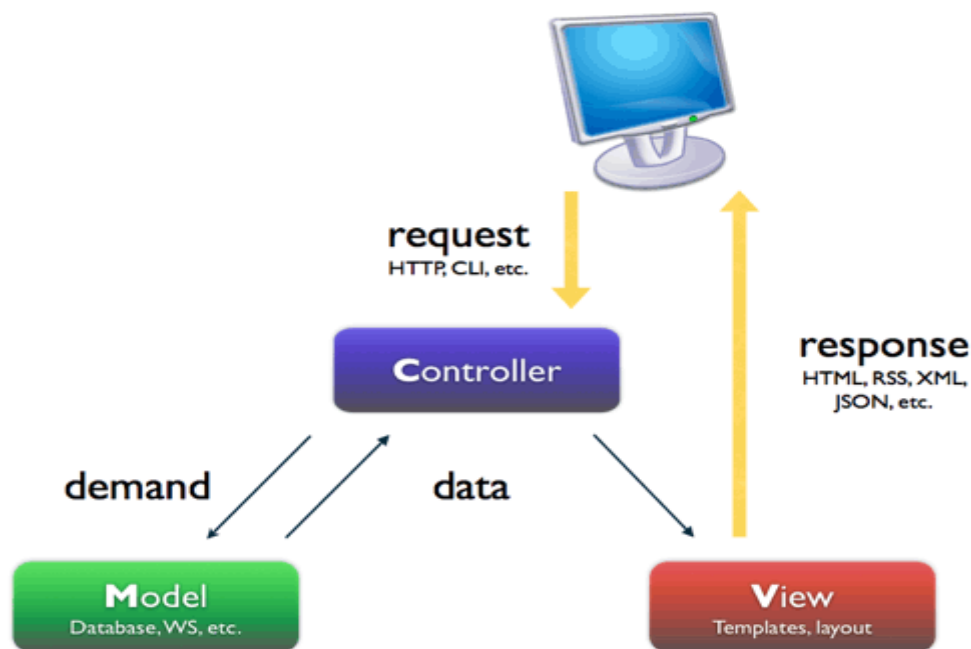 request
HTTP, CLI, etc.
Controller
response
HTML, RSS, XML,
JSON, etc.
demand
data
Model
Database, WS, etc.
View
Templates, layout